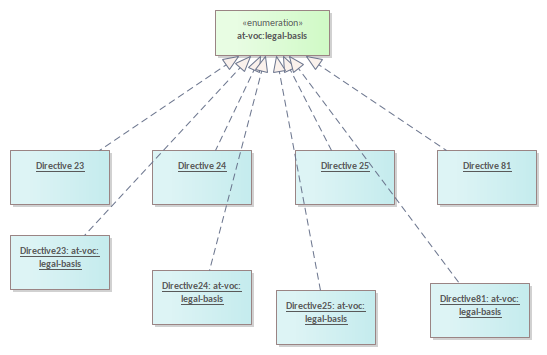 «enumeration»
at-voc:legal-basis
Directive 23
Directive 24
Directive 25
Directive 81
Directive23: at-voc:
legal-basis
Directive24: at-voc:
legal-basis
Directive25: at-voc:
legal-basis
Directive81: at-voc:
legal-basis